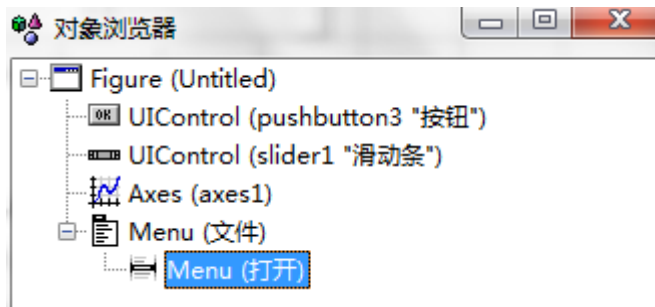 对象浏览器
Figure (Untitled)
OK UIControl (pushbutton3 "按钮")
UIControl (slider1 "滑动条")
Axes (axes1)
Menu (文件)
Menu (打开)